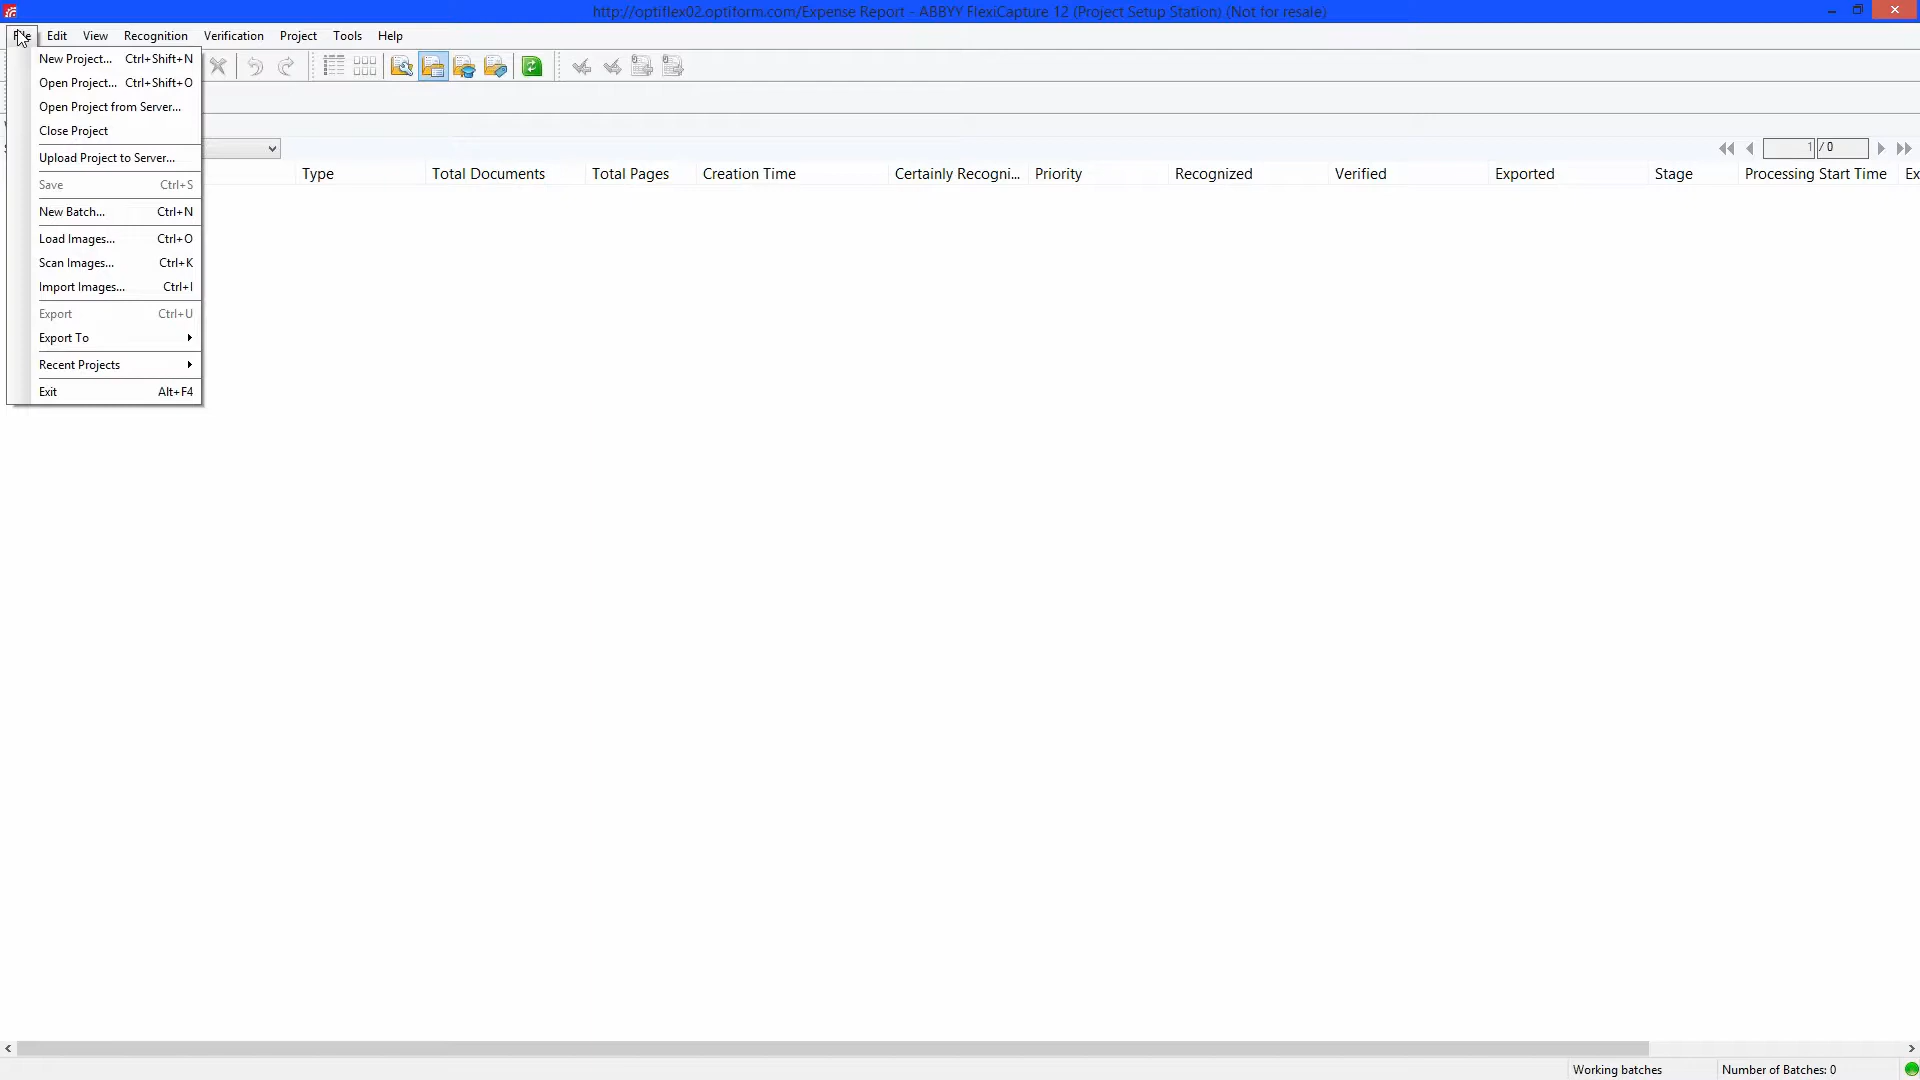 http://optiflex02.optiform.com/Expense Report - ABBYY FlexiCapture 12 (Project Setup Station) (Not for resale)
Edit View Recognition Verification Project Tools Help
New Project... Ctrl+Shift+N
Open Project... Ctrl+Shift+O
Open Project from Server...
Close Project
Upload Project to Server...
Save Ctrl+S
New Batch... Ctrl+N
Load Images... Ctrl+O
Scan Images... Ctrl+K
Import Images... Ctrl+I
Export Ctrl+U
Export To
Recent Projects
Exit Alt+F4
1 / 0
Type Total Documents Total Pages Creation Time Certainly Recogni... Priority Recognized Verified Exported Stage Processing Start Time Ex
Working batches Number of Batches: 0